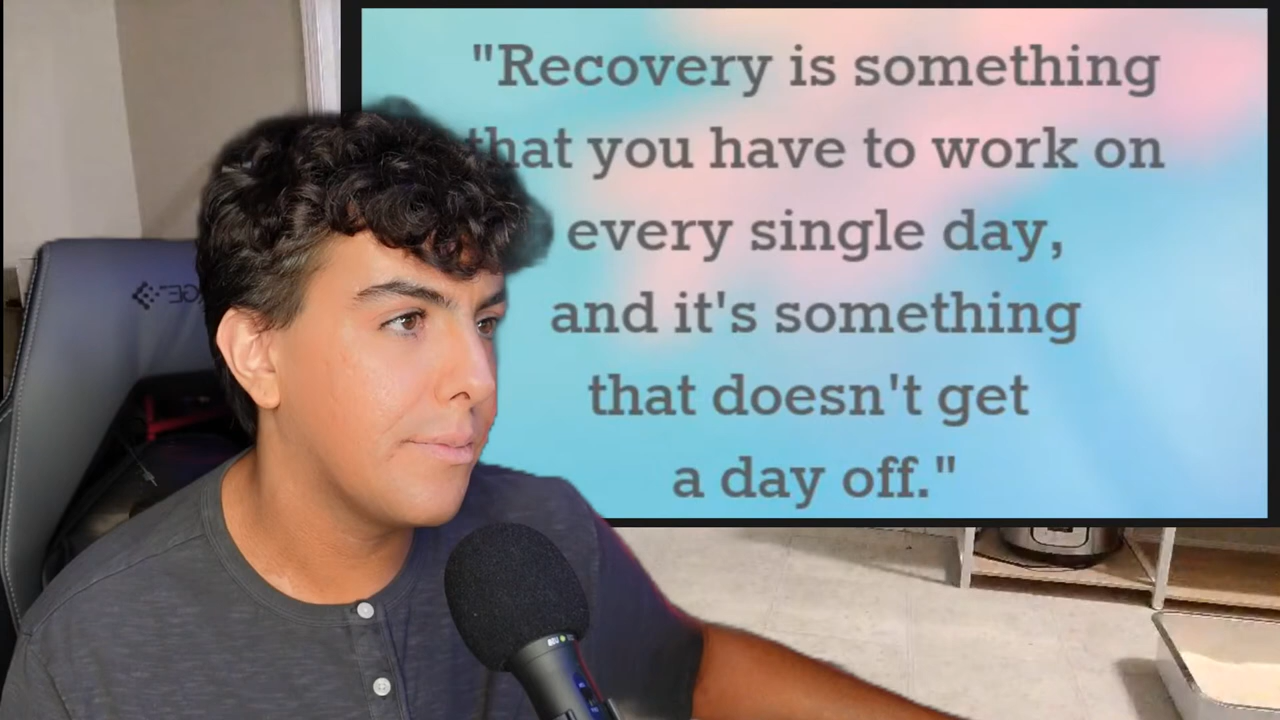 "Recovery is something
that you have to work on
every single day,
and it's something
that doesn't get
a day off."